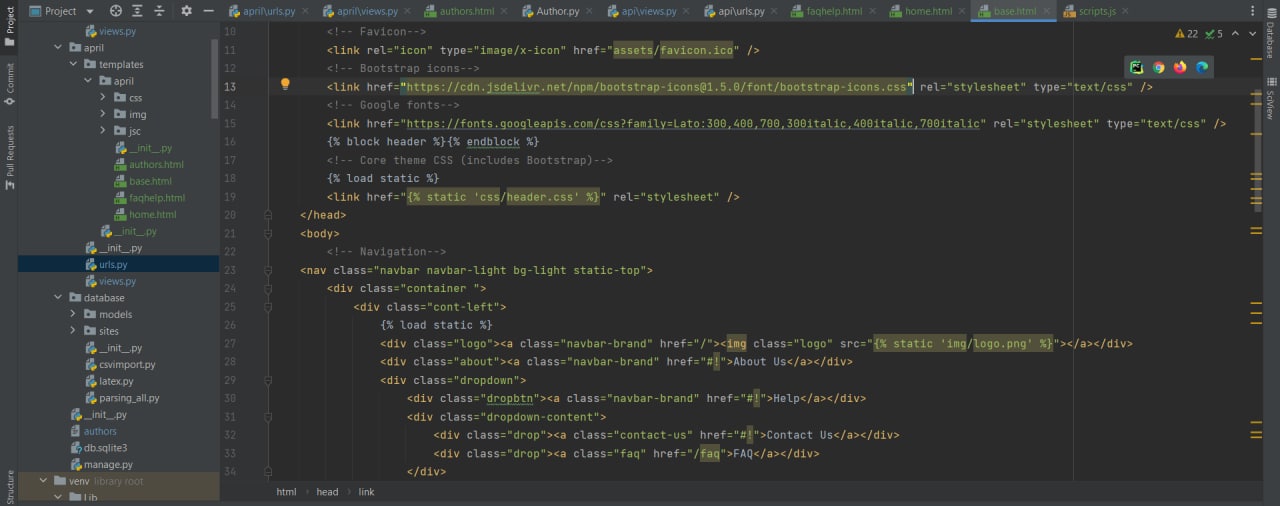 Project
april\urls.py
april\views.py
authors.html
Author.py
api\views.py
api\urls.py
faqhelp.html
home.html
base.html
scripts.js
views.py
april
templates
april
css
img
jsc
__init__.py
authors.html
base.html
faqhelp.html
home.html
__init__.py
__init__.py
urls.py
views.py
database
models
sites
__init__.py
csvimport.py
latex.py
parsing_all.py
__init__.py
authors
db.sqlite3
manage.py
venv library root
Lib
Project
Commit
Pull Requests
Structure
10 <!-- Favicon-->
11 <link rel="icon" type="image/x-icon" href="assets/favicon.ico" />
12 <!-- Bootstrap icons-->
13 <link href="https://cdn.jsdelivr.net/npm/bootstrap-icons@1.5.0/font/bootstrap-icons.css" rel="stylesheet" type="text/css" />
14 <!-- Google fonts-->
15 <link href="https://fonts.googleapis.com/css?family=Lato:300,400,700,300italic,400italic,700italic" rel="stylesheet" type="text/css" />
16 {% block header %}{% endblock %}
17 <!-- Core theme CSS (includes Bootstrap)-->
18 {% load static %}
19 <link href="{% static 'css/header.css' %}" rel="stylesheet" />
20 </head>
21 <body>
22 <!-- Navigation-->
23 <nav class="navbar navbar-light bg-light static-top">
24 <div class="container ">
25 <div class="cont-left">
26 {% load static %}
27 <div class="logo"><a class="navbar-brand" href="/"><img class="logo" src="{% static 'img/logo.png' %}"></a></div>
28 <div class="about"><a class="navbar-brand" href="#!">About Us</a></div>
29 <div class="dropdown">
30 <div class="dropbtn"><a class="navbar-brand" href="#!">Help</a></div>
31 <div class="dropdown-content">
32 <div class="drop"><a class="contact-us" href="#!">Contact Us</a></div>
33 <div class="drop"><a class="faq" href="/faq">FAQ</a></div>
34 </div>
22 5
Database
SciView
html › head › link